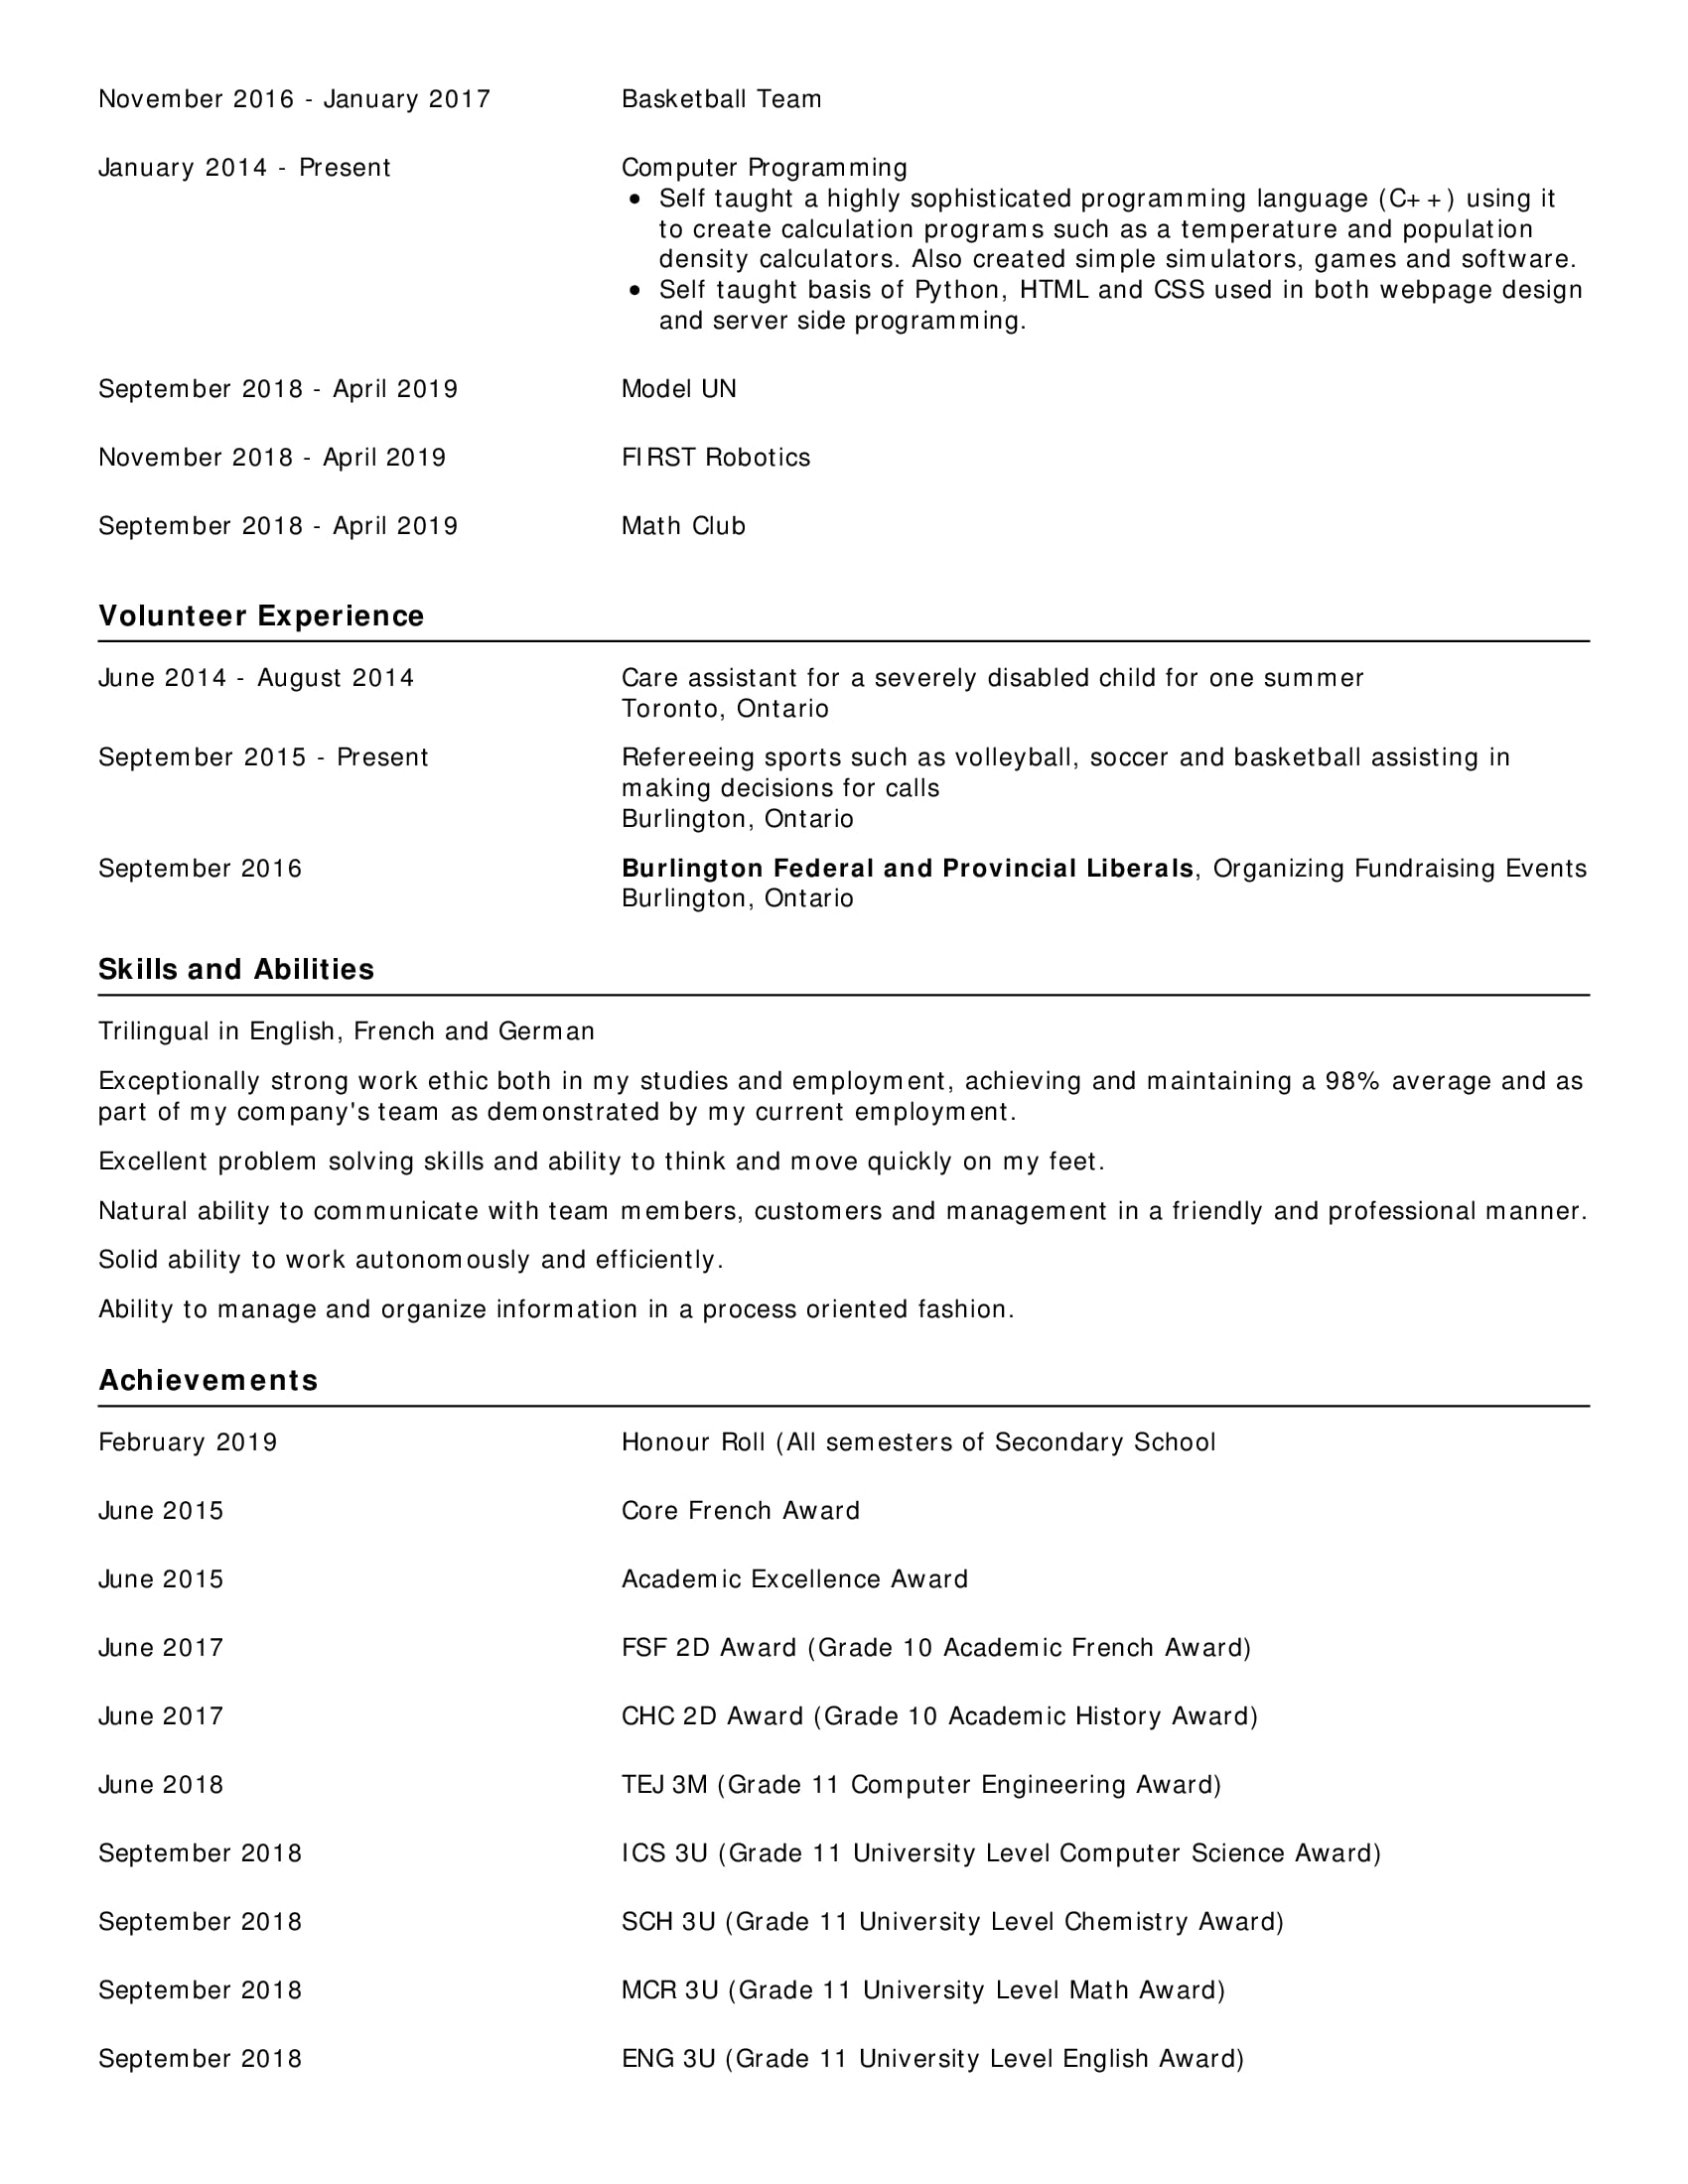 November 2016 - January 2017 Basketball Team
January 2014 - Present Computer Programming
• Self taught a highly sophisticated programming language (C++) using it
to create calculation programs such as a temperature and population
density calculators. Also created simple simulators, games and software.
• Self taught basis of Python, HTML and CSS used in both webpage design
and server side programming.
September 2018 - April 2019 Model UN
November 2018 - April 2019 FIRST Robotics
September 2018 - April 2019 Math Club
Volunteer Experience
June 2014 - August 2014 Care assistant for a severely disabled child for one summer
Toronto, Ontario
September 2015 - Present Refereeing sports such as volleyball, soccer and basketball assisting in
making decisions for calls
Burlington, Ontario
September 2016 Burlington Federal and Provincial Liberals, Organizing Fundraising Events
Burlington, Ontario
Skills and Abilities
Trilingual in English, French and German
Exceptionally strong work ethic both in my studies and employment, achieving and maintaining a 98% average and as
part of my company's team as demonstrated by my current employment.
Excellent problem solving skills and ability to think and move quickly on my feet.
Natural ability to communicate with team members, customers and management in a friendly and professional manner.
Solid ability to work autonomously and efficiently.
Ability to manage and organize information in a process oriented fashion.
Achievements
February 2019 Honour Roll (All semesters of Secondary School
June 2015 Core French Award
June 2015 Academic Excellence Award
June 2017 FSF 2D Award (Grade 10 Academic French Award)
June 2017 CHC 2D Award (Grade 10 Academic History Award)
June 2018 TEJ 3M (Grade 11 Computer Engineering Award)
September 2018 ICS 3U (Grade 11 University Level Computer Science Award)
September 2018 SCH 3U (Grade 11 University Level Chemistry Award)
September 2018 MCR 3U (Grade 11 University Level Math Award)
September 2018 ENG 3U (Grade 11 University Level English Award)